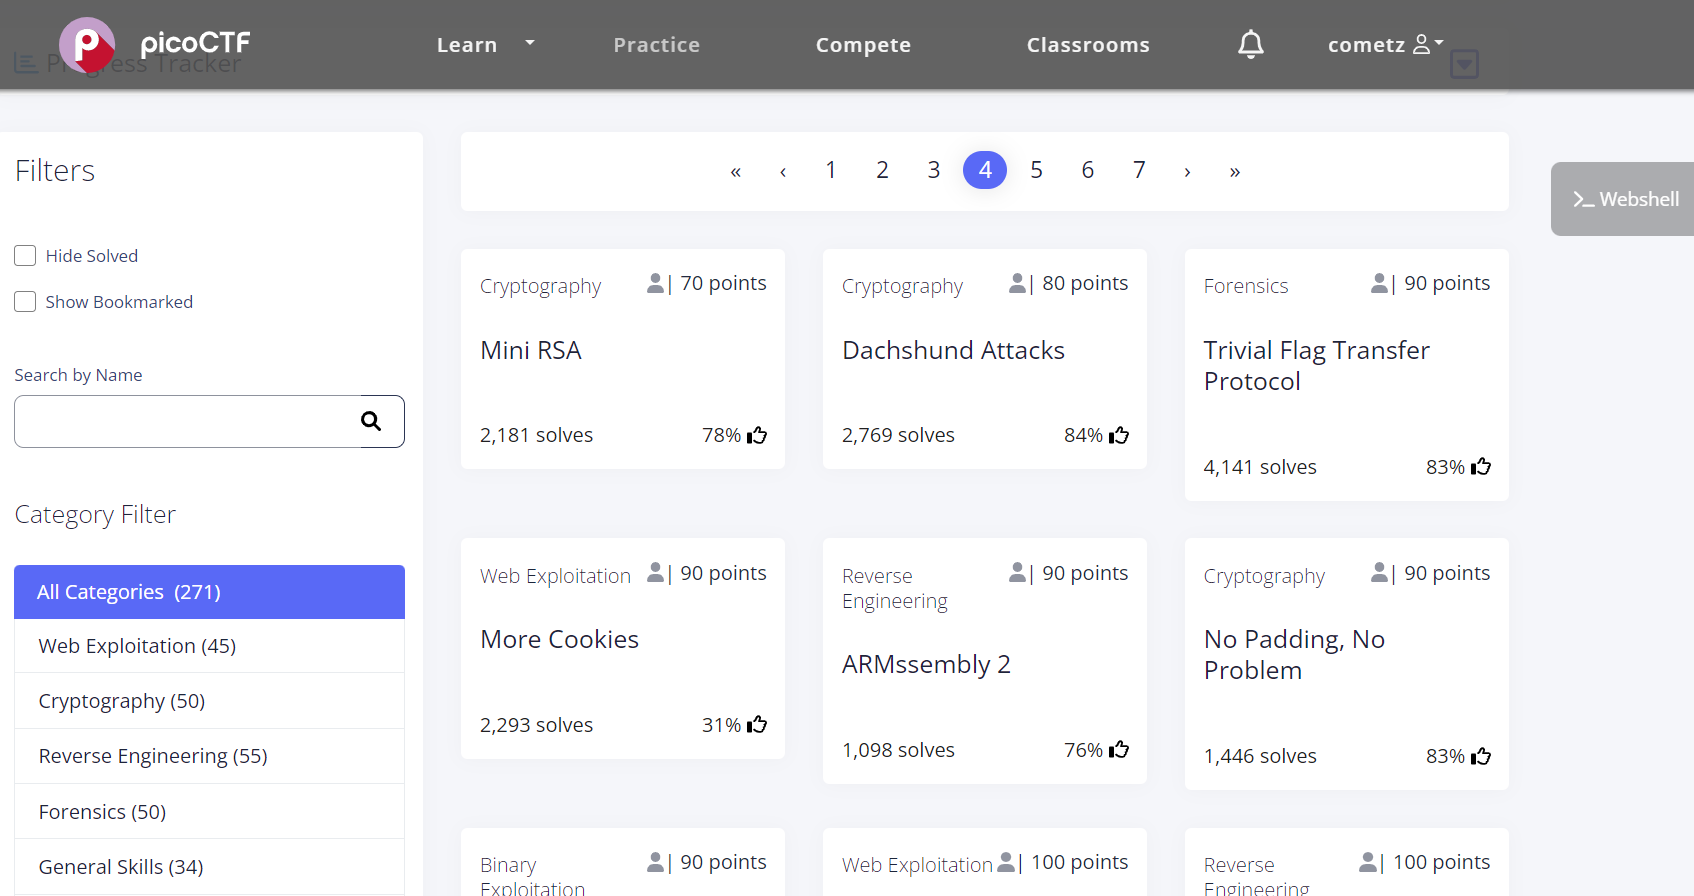 picoCTF
Learn
Practice
Compete
Classrooms
cometz
Progress Tracker
Filters
Hide Solved
Show Bookmarked
Search by Name
Category Filter
All Categories (271)
Web Exploitation (45)
Cryptography (50)
Reverse Engineering (55)
Forensics (50)
General Skills (34)
« ‹ 1 2 3 4 5 6 7 › »
>_ Webshell
Cryptography | 70 points
Mini RSA
2,181 solves 78%
Cryptography | 80 points
Dachshund Attacks
2,769 solves 84%
Forensics | 90 points
Trivial Flag Transfer
Protocol
4,141 solves 83%
Web Exploitation | 90 points
More Cookies
2,293 solves 31%
Reverse | 90 points
Engineering
ARMssembly 2
1,098 solves 76%
Cryptography | 90 points
No Padding, No
Problem
1,446 solves 83%
Binary | 90 points
Exploitation
Web Exploitation | 100 points
Reverse | 100 points
Engineering